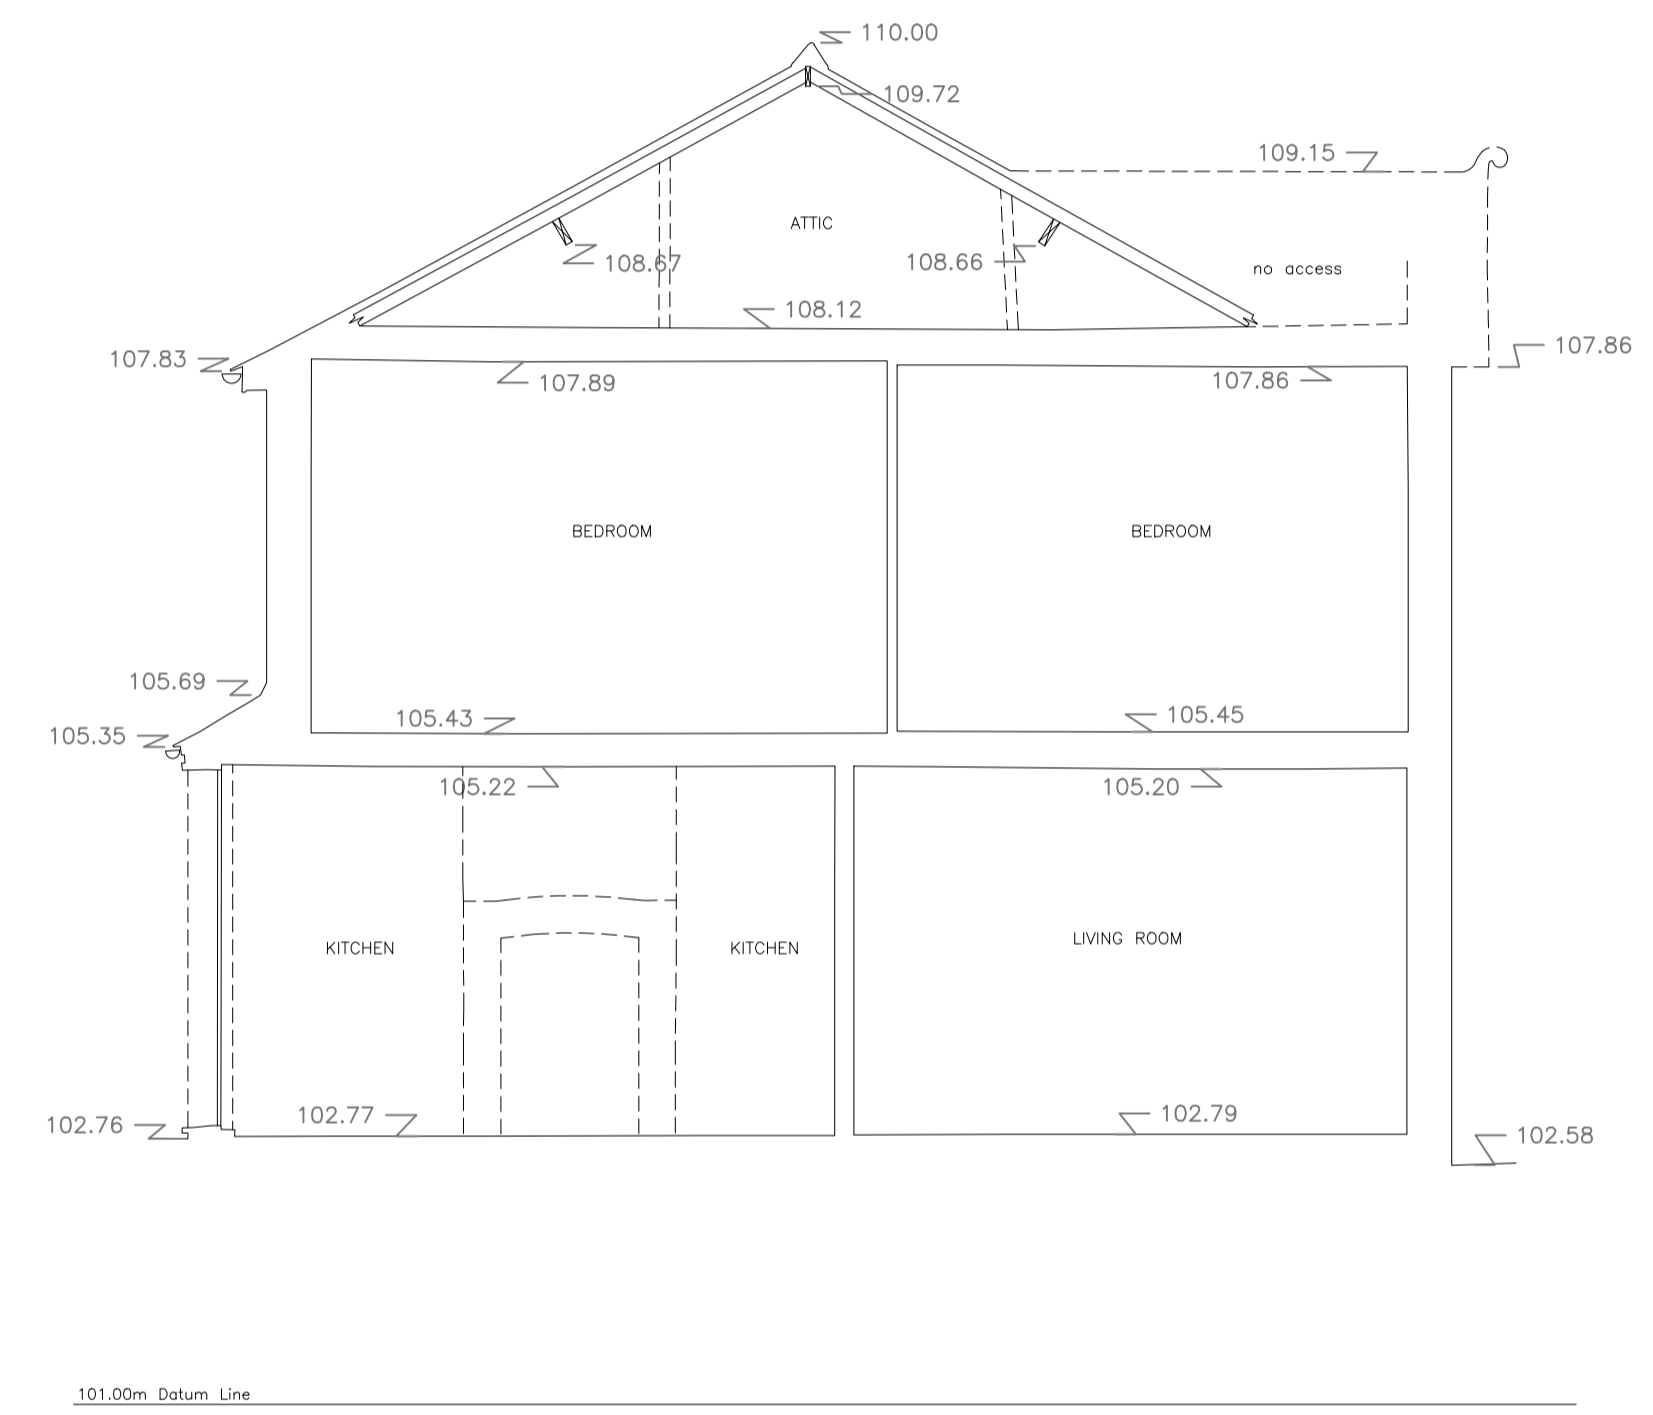 110.00
109.72
109.15
ATTIC
108.67
108.66
no access
108.12
107.83
107.86
107.89
107.86
BEDROOM
BEDROOM
105.69
105.43
105.45
105.35
105.22
105.20
KITCHEN
KITCHEN
LIVING ROOM
102.76
102.77
102.79
102.58
101.00m Datum Line